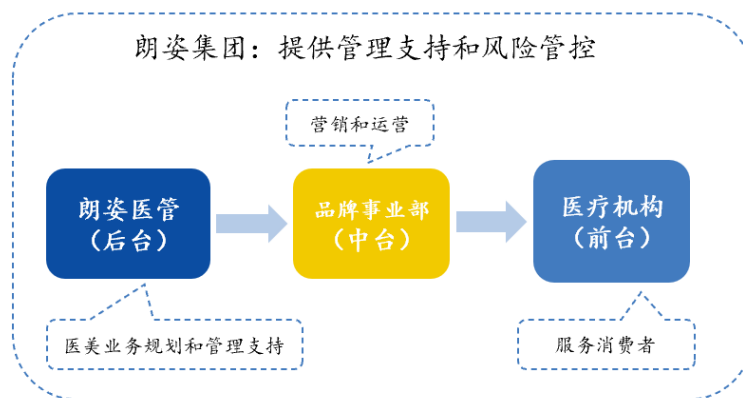 朗姿集团：提供管理支持和风险管控
营销和运营
朗姿医管
（后台）
品牌事业部
（中台）
医疗机构
（前台）
医美业务规划和管理支持
服务消费者